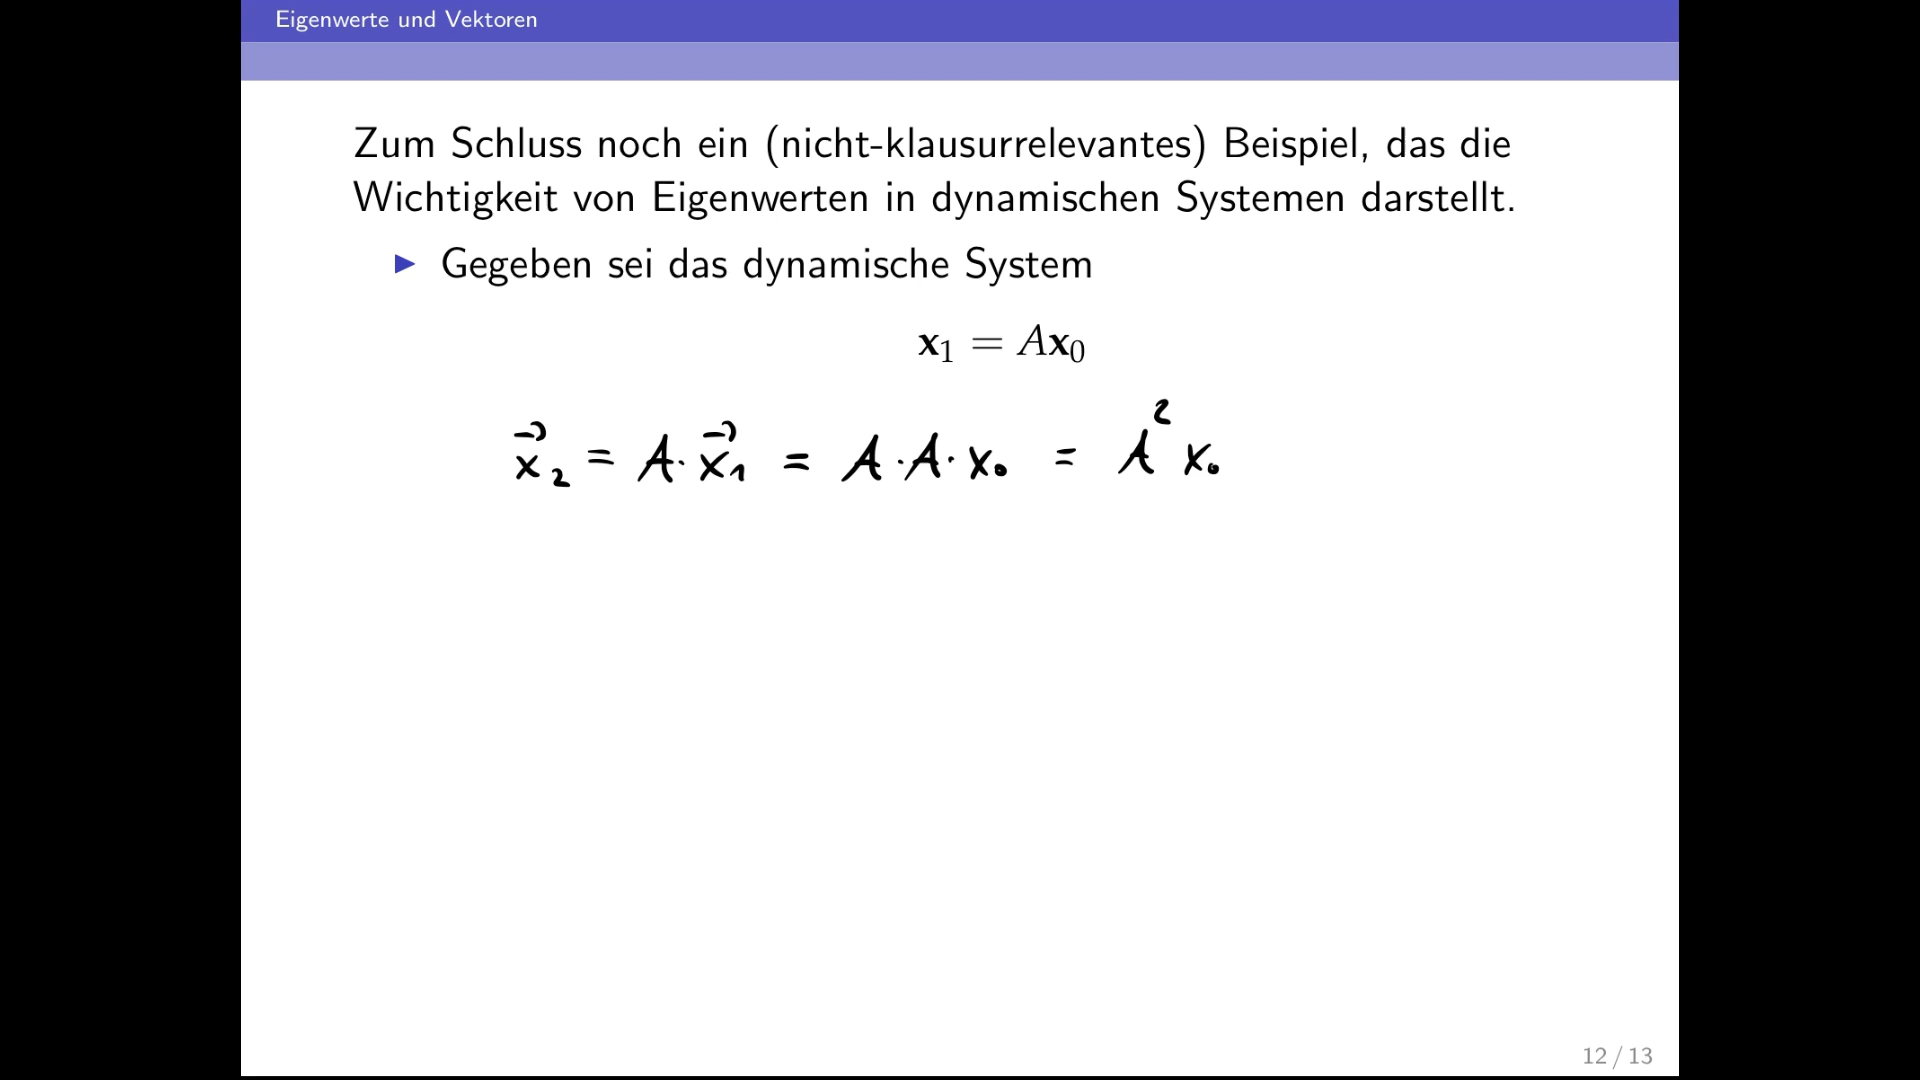 Eigenwerte und Vektoren
Zum Schluss noch ein (nicht-klausurrelevantes) Beispiel, das die
Wichtigkeit von Eigenwerten in dynamischen Systemen darstellt.
▶ Gegeben sei das dynamische System
x₁ = Ax₀
x⃗₂ = A · x⃗₁ = A · A · x₀ = A² x₀
12 / 13